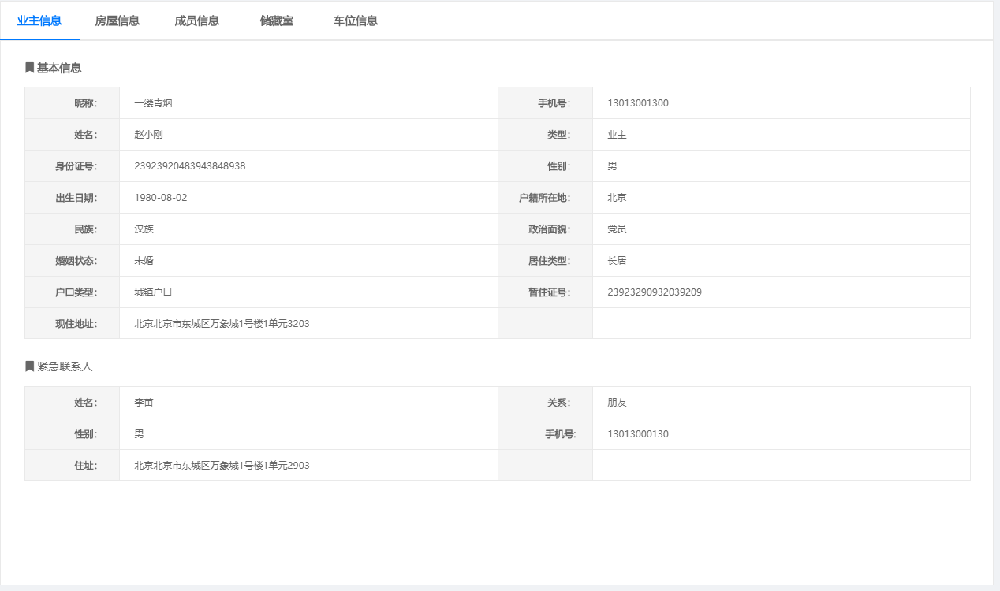 业主信息 房屋信息 成员信息 储藏室 车位信息
基本信息
昵称： 一缕青烟 手机号： 13013001300
姓名： 赵小刚 类型： 业主
身份证号： 23923920483943848938 性别： 男
出生日期： 1980-08-02 户籍所在地： 北京
民族： 汉族 政治面貌： 党员
婚姻状态： 未婚 居住类型： 长居
户口类型： 城镇户口 暂住证号： 23923290932039209
现住地址： 北京北京市东城区万象城1号楼1单元3203
紧急联系人
姓名： 李苗 关系： 朋友
性别： 男 手机号: 13013000130
住址： 北京北京市东城区万象城1号楼1单元2903